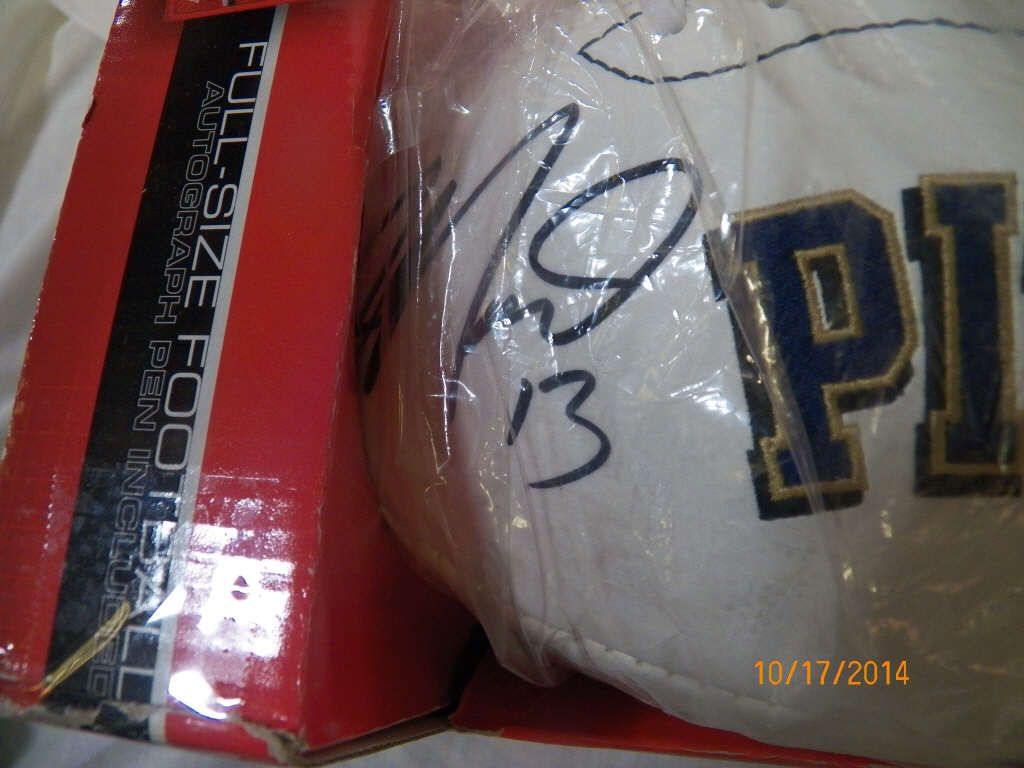 FULL-SIZE FOOTBALL
AUTOGRAPH PEN INCLUDED
13
PI
10/17/2014